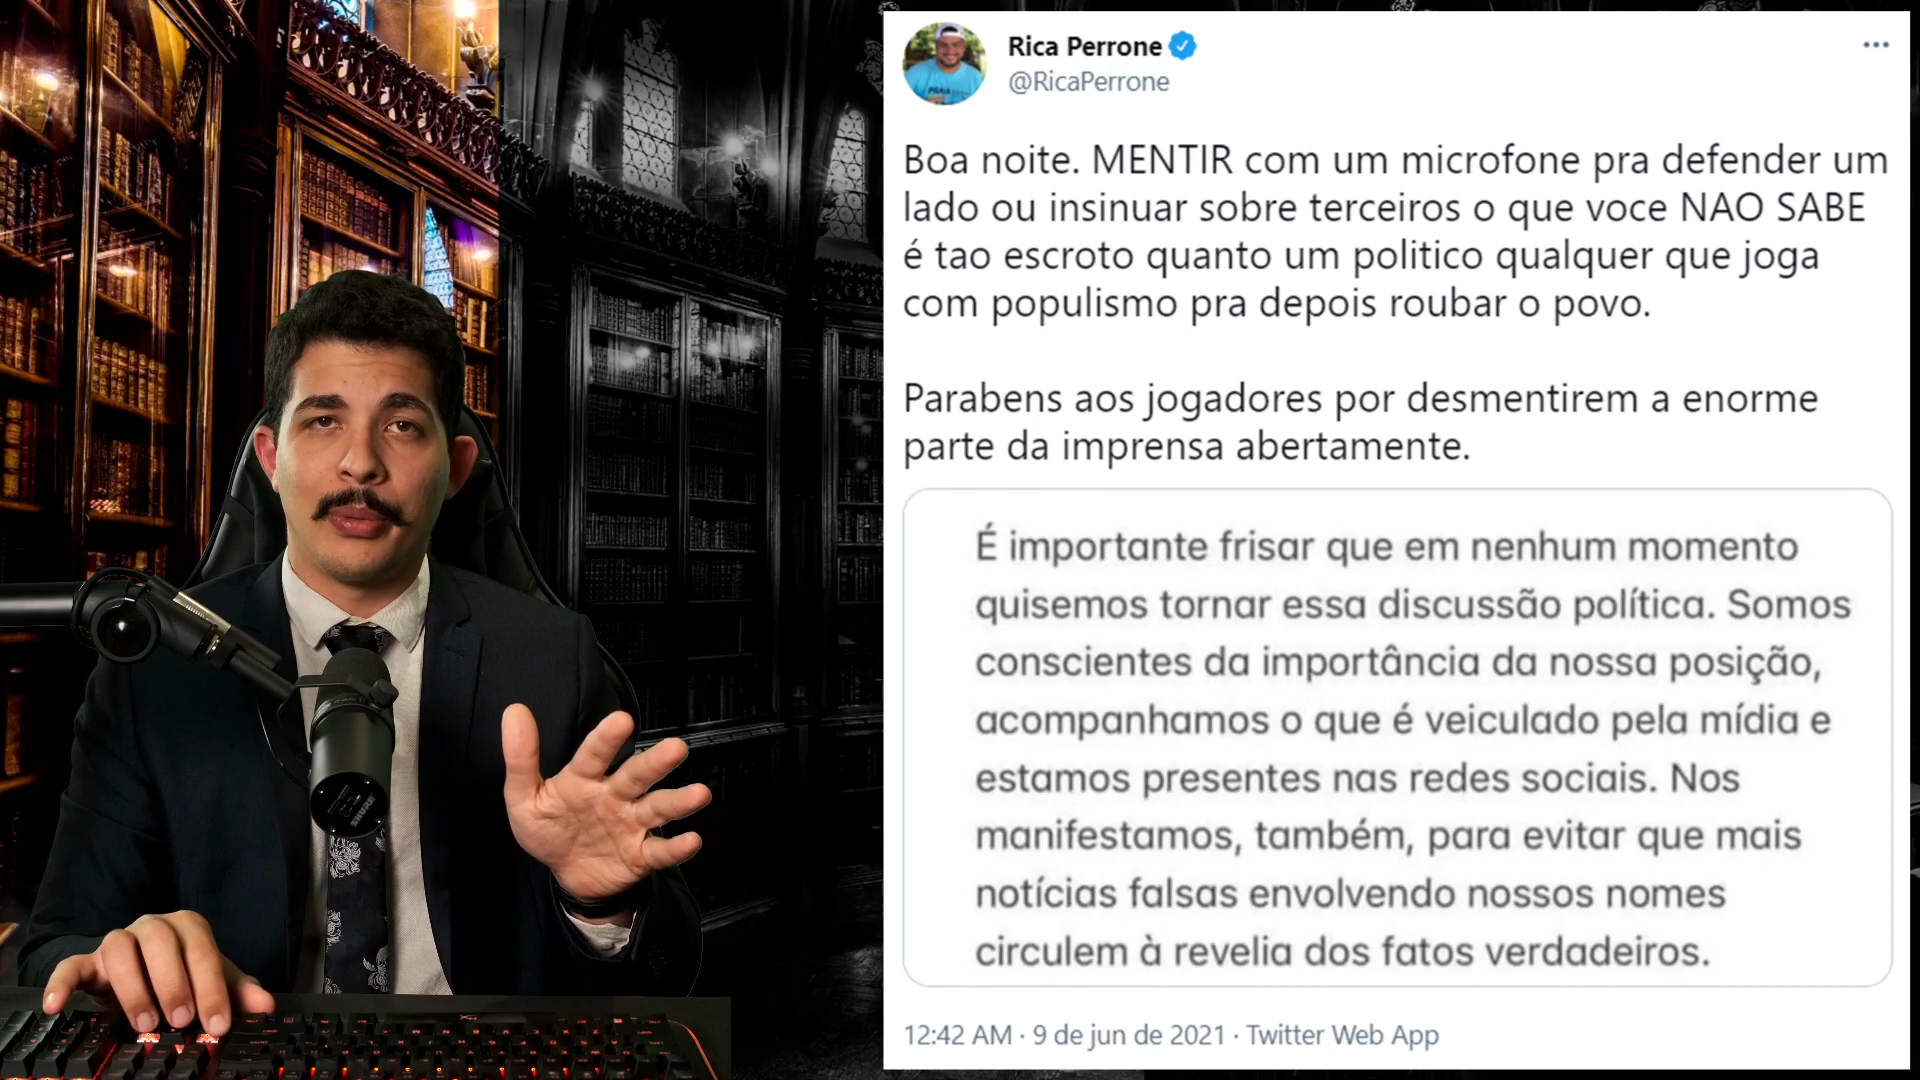 Rica Perrone
@RicaPerrone
Boa noite. MENTIR com um microfone pra defender um
lado ou insinuar sobre terceiros o que voce NAO SABE
é tao escroto quanto um politico qualquer que joga
com populismo pra depois roubar o povo.
Parabens aos jogadores por desmentirem a enorme
parte da imprensa abertamente.
É importante frisar que em nenhum momento
quisemos tornar essa discussão política. Somos
conscientes da importância da nossa posição,
acompanhamos o que é veiculado pela mídia e
estamos presentes nas redes sociais. Nos
manifestamos, também, para evitar que mais
notícias falsas envolvendo nossos nomes
circulem à revelia dos fatos verdadeiros.
12:42 AM · 9 de jun de 2021 · Twitter Web App
SHURE